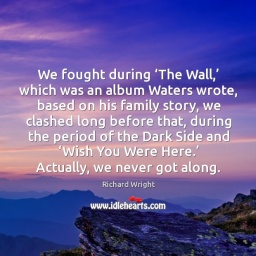 We fought during ‘The Wall,’
which was an album Waters wrote,
based on his family story, we
clashed long before that, during
the period of the Dark Side and
‘Wish You Were Here.’
Actually, we never got along.
Richard Wright
www.idlehearts.com